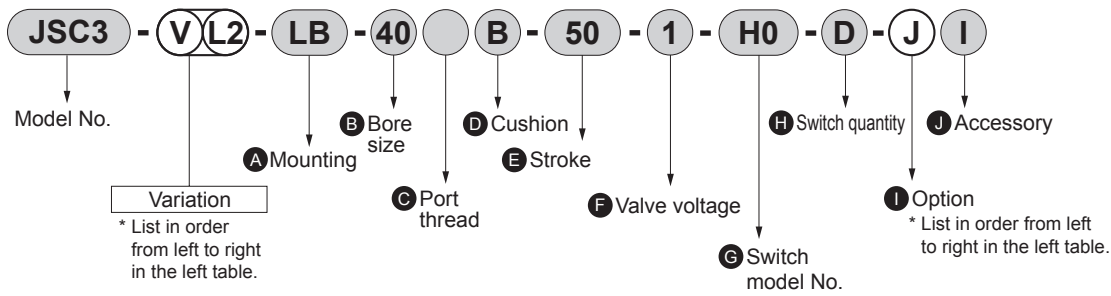 JSC3 - V L2 - LB - 40 B - 50 - 1 - H0 - D - J I
Model No.
B Bore size
D Cushion
H Switch quantity
J Accessory
A Mounting
E Stroke
Variation
C Port thread
F Valve voltage
I Option
* List in order
from left to right
in the left table.
* List in order from left
to right in the left table.
G Switch
model No.